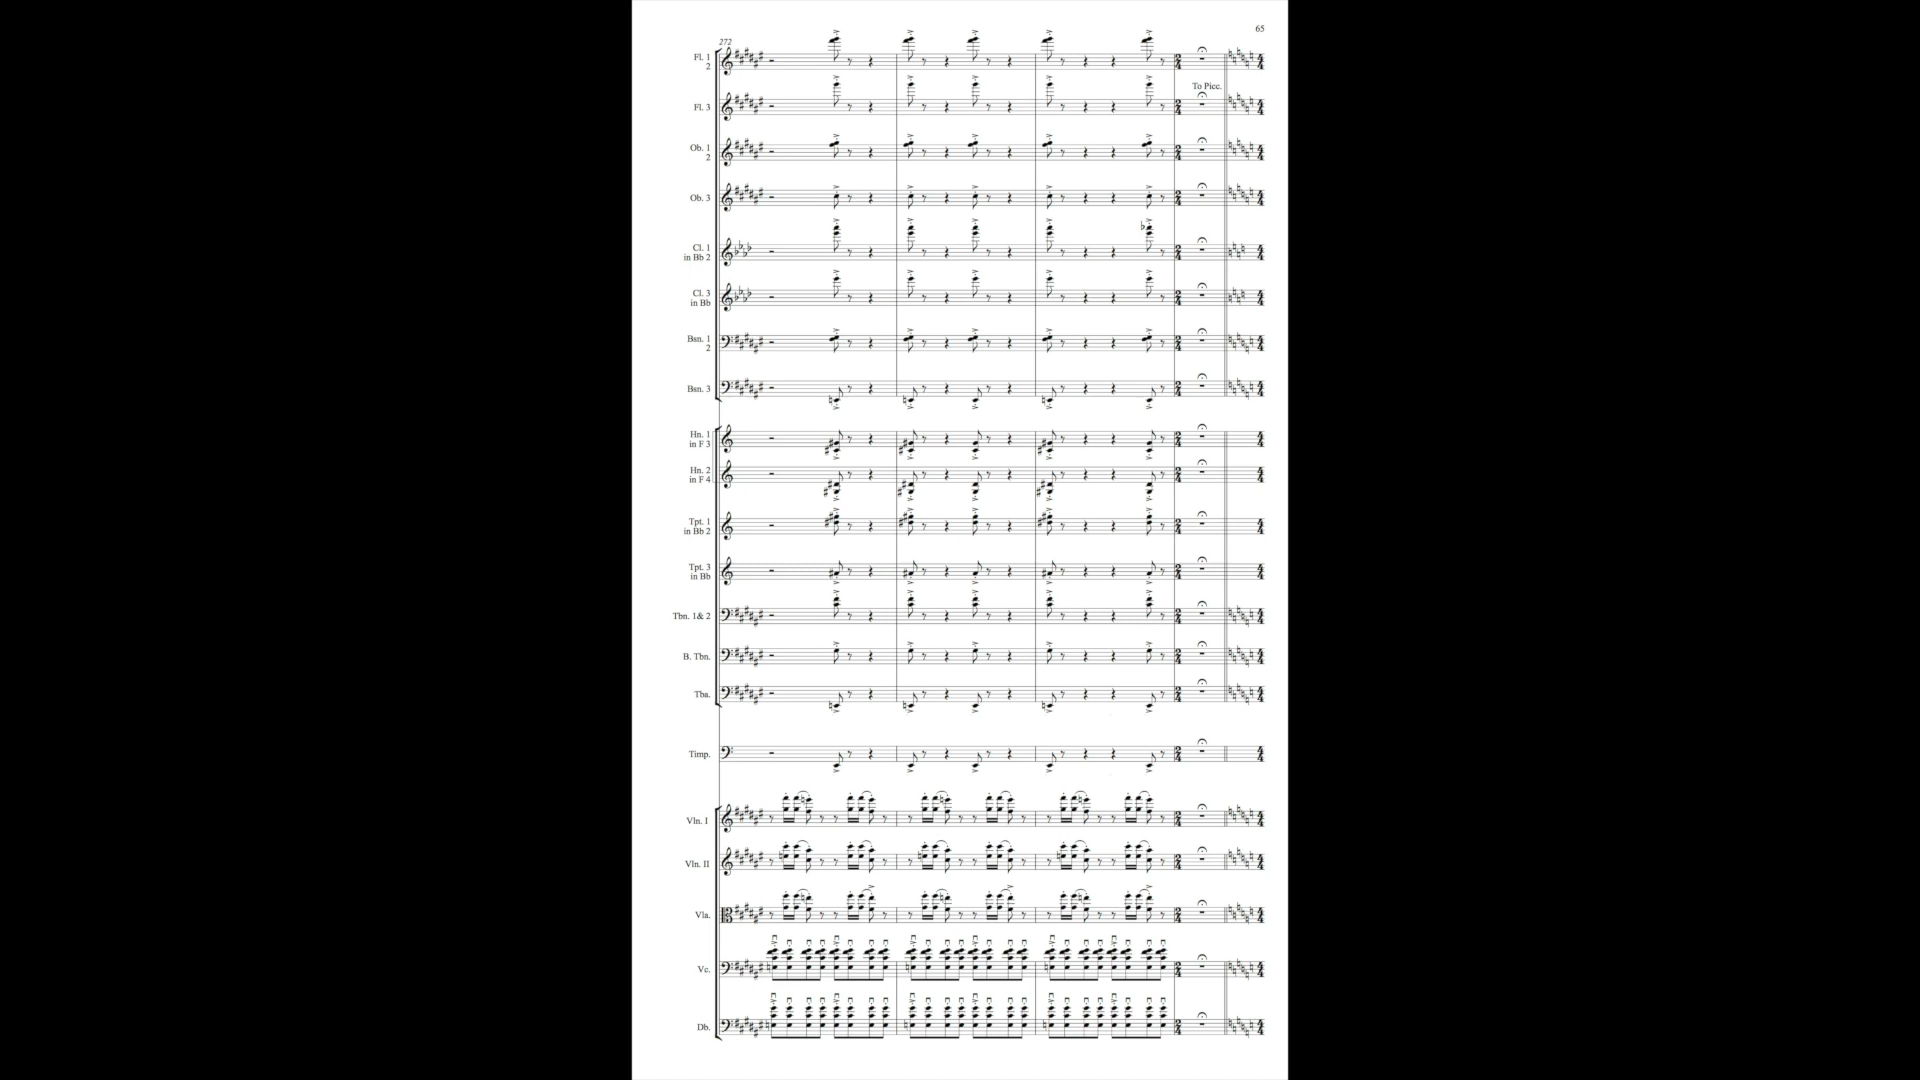 65
272
Fl. 1
2
To Picc.
Fl. 3
Ob. 1
2
Ob. 3
Cl. 1
in Bb 2
Cl. 3
in Bb
Bsn. 1
2
Bsn. 3
Hn. 1
in F 3
Hn. 2
in F 4
Tpt. 1
in Bb 2
Tpt. 3
in Bb
Tbn. 1& 2
B. Tbn.
Tba.
Timp.
Vln. I
Vln. II
Vla.
Vc.
Db.